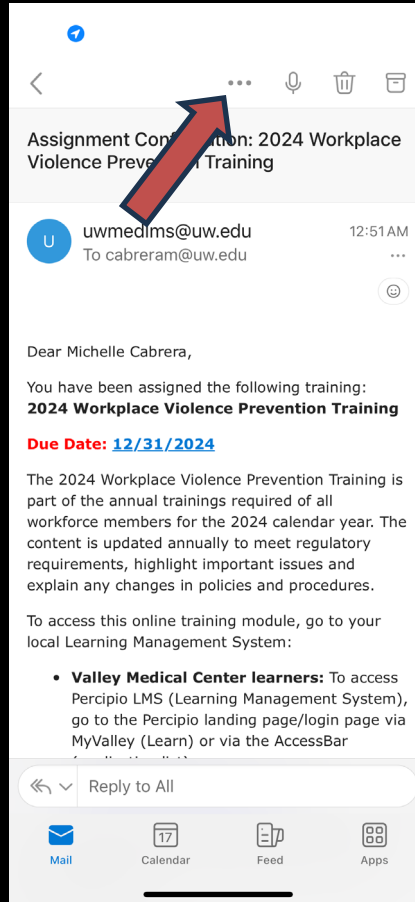 Assignment Con tion: 2024 Workplace
Violence Preve Training
U
uwmedlms@uw.edu
12:51AM
To cabreram@uw.edu
Dear Michelle Cabrera,
You have been assigned the following training:
2024 Workplace Violence Prevention Training
Due Date: 12/31/2024
The 2024 Workplace Violence Prevention Training is
part of the annual trainings required of all
workforce members for the 2024 calendar year. The
content is updated annually to meet regulatory
requirements, highlight important issues and
explain any changes in policies and procedures.
To access this online training module, go to your
local Learning Management System:
• Valley Medical Center learners: To access
Percipio LMS (Learning Management System),
go to the Percipio landing page/login page via
MyValley (Learn) or via the AccessBar
Reply to All
17
Mail
Calendar
Feed
Apps